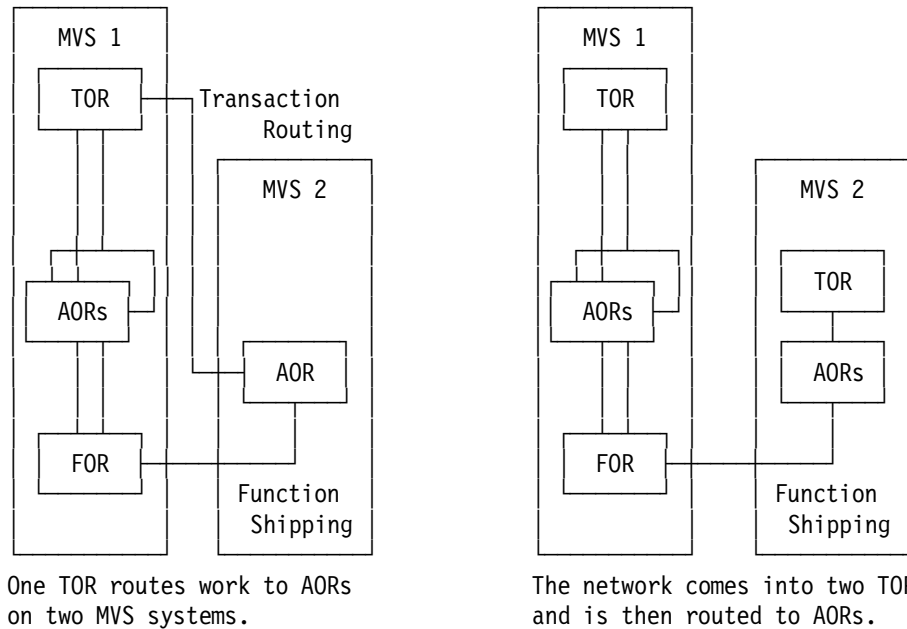 MVS 1
TOR
Transaction
Routing
MVS 2
AORs
AOR
FOR
Function
Shipping
One TOR routes work to AORs
on two MVS systems.
MVS 1
TOR
MVS 2
TOR
AORs
AORs
FOR
Function
Shipping
The network comes into two
and is then routed to AORs.